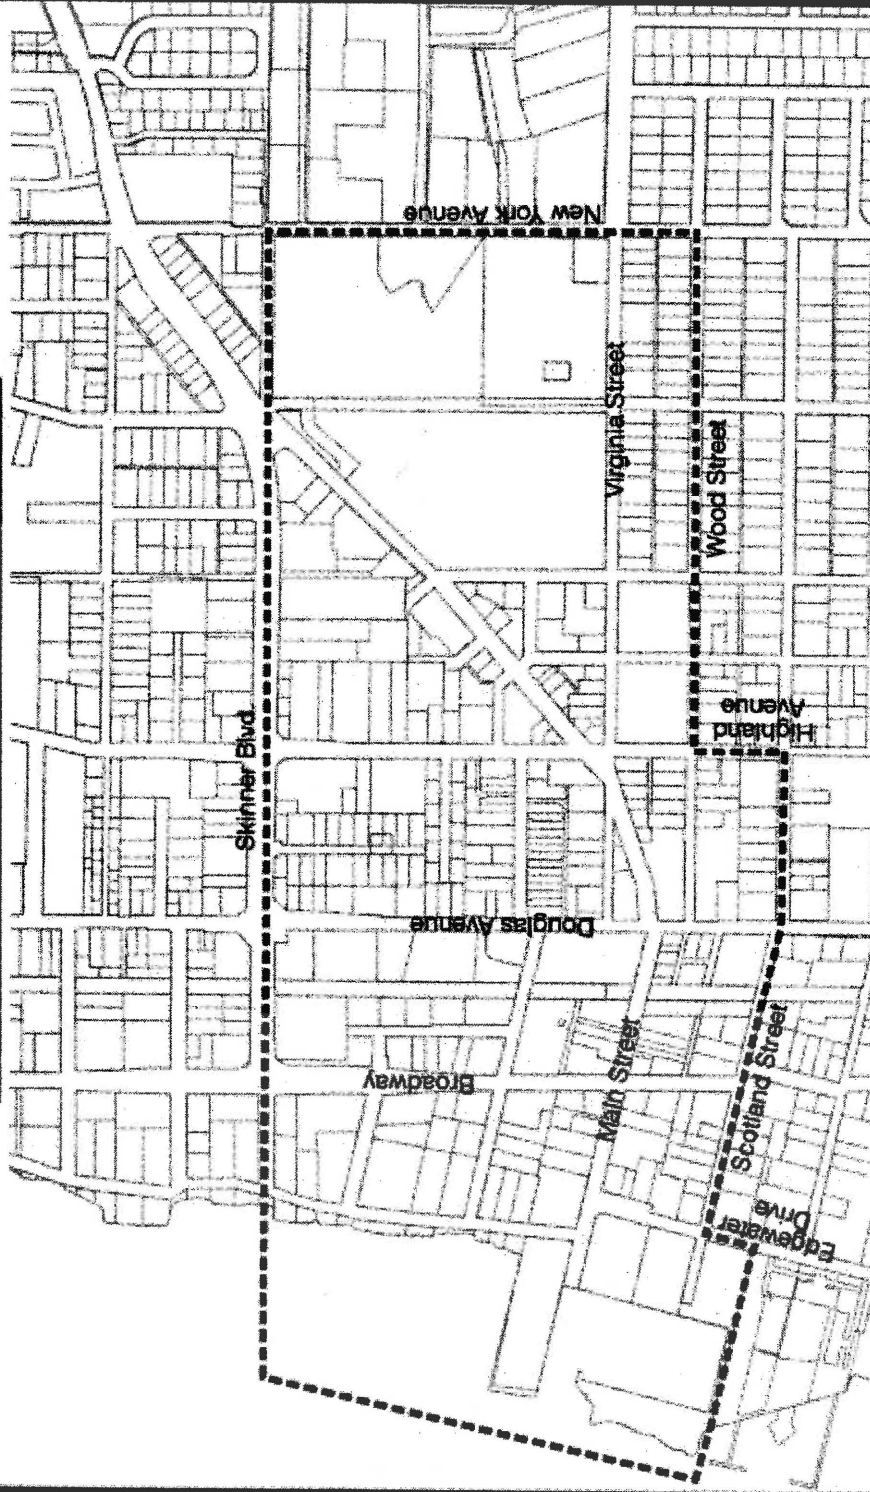 New York Avenue
Virginia Street
Wood Street
Highland
Avenue
Skinner Blvd.
Douglas Avenue
Main Street
Broadway
Scotland Street
Edgewater
Drive